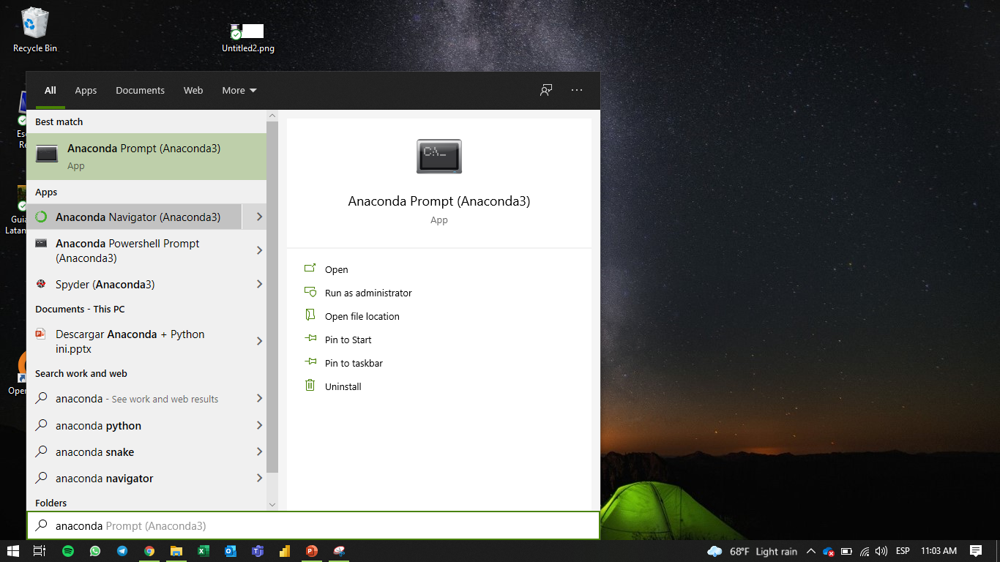 Recycle Bin
Untitled2.png
Guia
Latan
Open
All Apps Documents Web More
Best match
Anaconda Prompt (Anaconda3)
App
Apps
Anaconda Navigator (Anaconda3)
Anaconda Powershell Prompt
(Anaconda3)
Spyder (Anaconda3)
Documents - This PC
Descargar Anaconda + Python
ini.pptx
Search work and web
anaconda - See work and web results
anaconda python
anaconda snake
anaconda navigator
Folders
anaconda Prompt (Anaconda3)
C:\_
Anaconda Prompt (Anaconda3)
App
Open
Run as administrator
Open file location
Pin to Start
Pin to taskbar
Uninstall
68°F Light rain ESP 11:03 AM